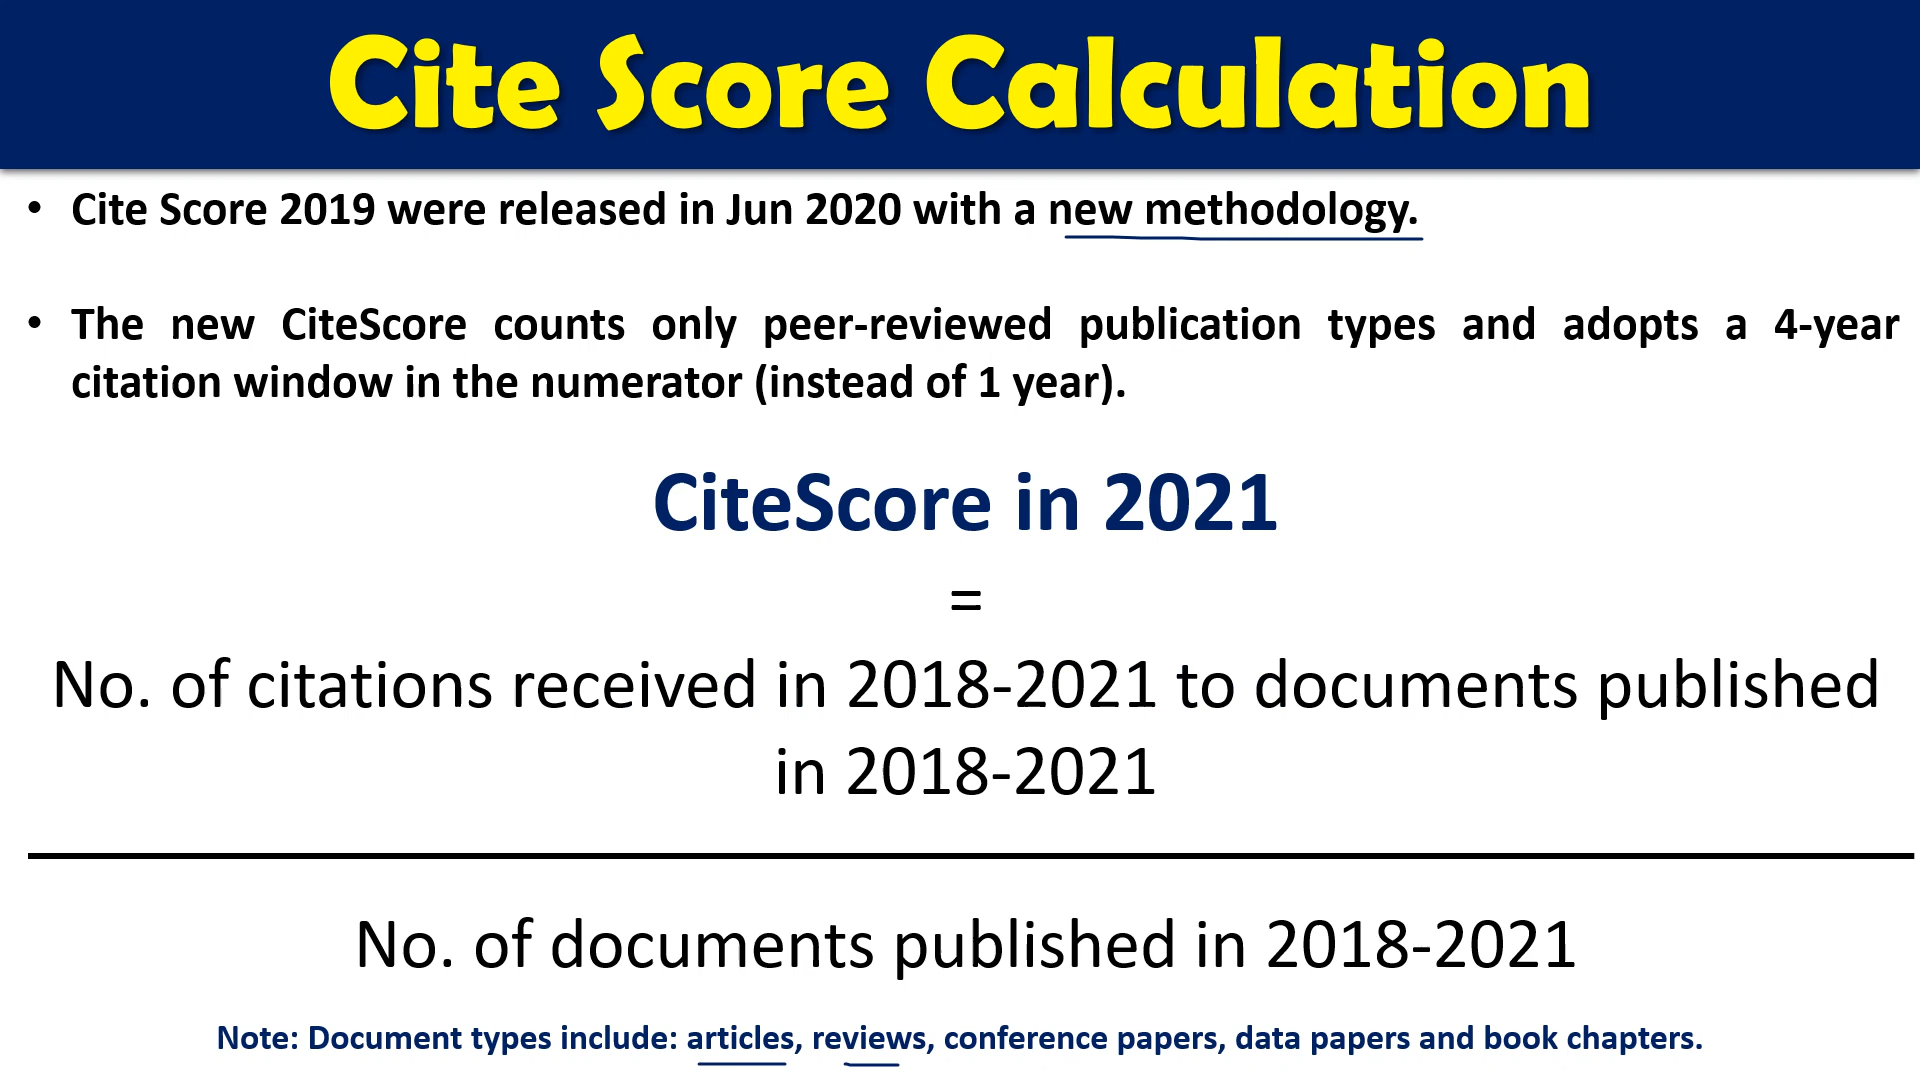 Cite Score Calculation
• Cite Score 2019 were released in Jun 2020 with a new methodology.
• The new CiteScore counts only peer-reviewed publication types and adopts a 4-year
citation window in the numerator (instead of 1 year).
CiteScore in 2021
=
No. of citations received in 2018-2021 to documents published
in 2018-2021
No. of documents published in 2018-2021
Note: Document types include: articles, reviews, conference papers, data papers and book chapters.